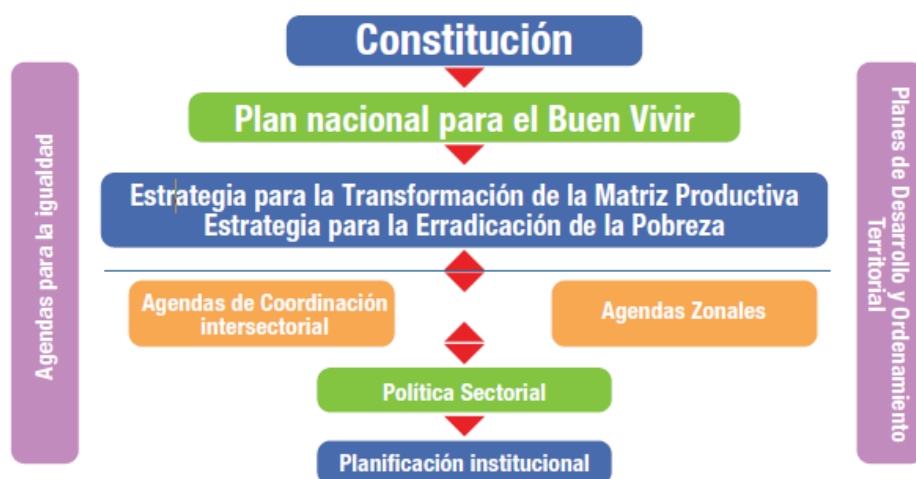 Constitución
Plan nacional para el Buen Vivir
Estrategia para la Transformación de la Matriz Productiva
Estrategia para la Erradicación de la Pobreza
Agendas de Coordinación
intersectorial
Agendas Zonales
Política Sectorial
Planificación institucional
Agendas para la igualdad
Planes de Desarrollo y Ordenamiento
Territorial